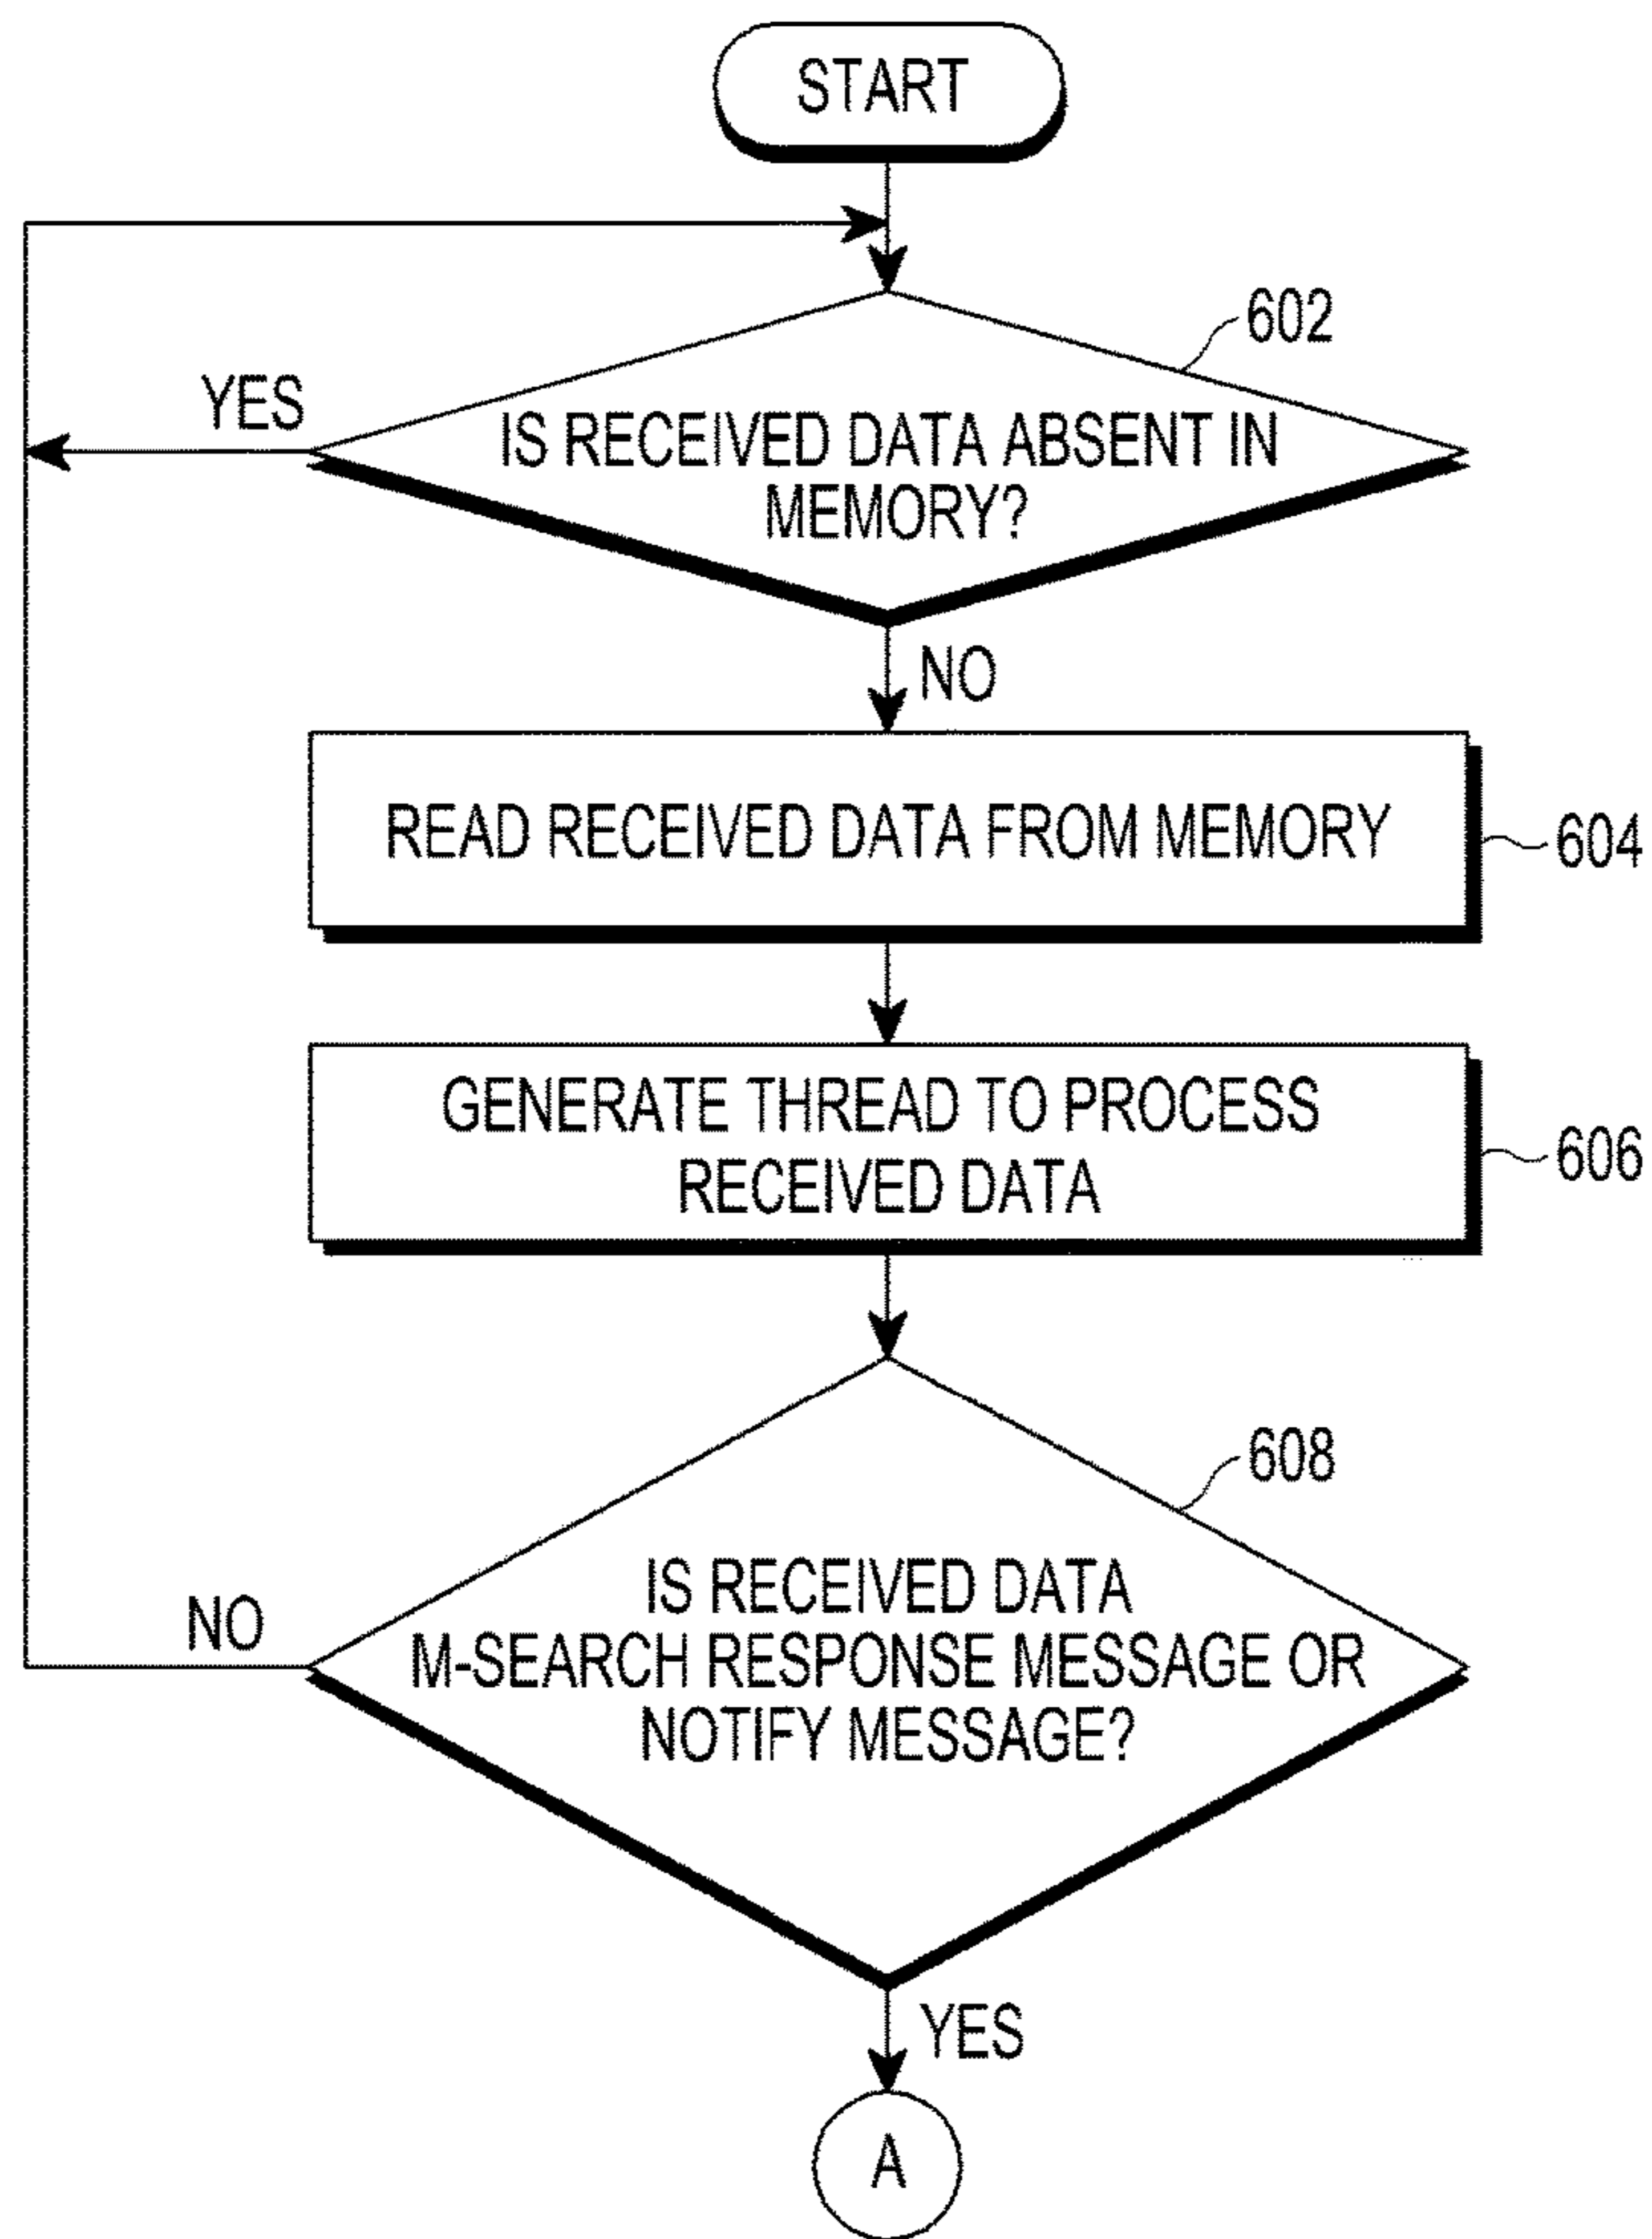 START
602
YES
IS RECEIVED DATA ABSENT IN
MEMORY?
NO
READ RECEIVED DATA FROM MEMORY
604
GENERATE THREAD TO PROCESS
RECEIVED DATA
606
608
IS RECEIVED DATA
NO
M-SEARCH RESPONSE MESSAGE OR
NOTIFY MESSAGE?
YES
A